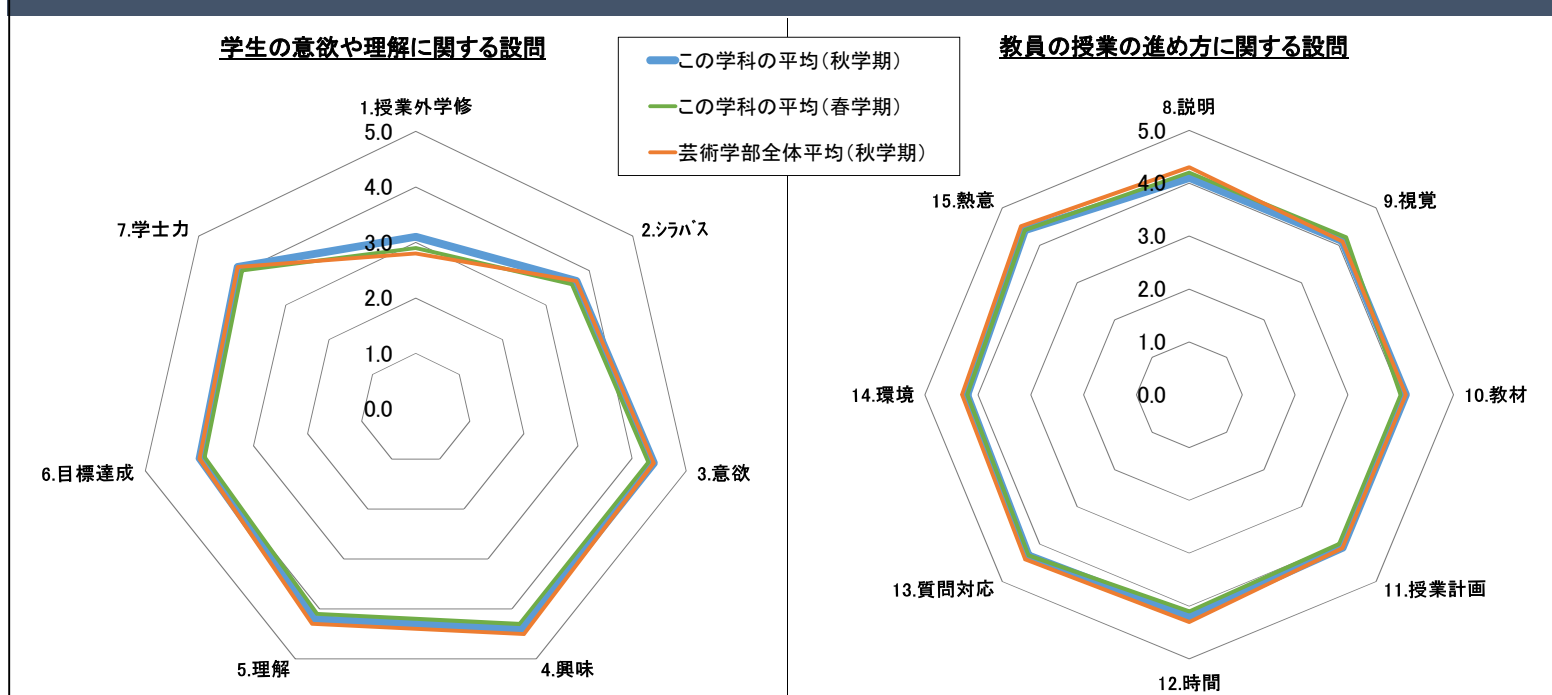 学生の意欲や理解に関する設問
この学科の平均(秋学期)
この学科の平均(春学期)
芸術学部全体平均(秋学期)
教員の授業の進め方に関する設問
1.授業外学修
5.0
4.0
3.0
2.0
1.0
0.0
2.シラバス
3.意欲
4.興味
5.理解
6.目標達成
7.学士力
8.説明
5.0
4.0
3.0
2.0
1.0
0.0
9.視覚
10.教材
11.授業計画
12.時間
13.質問対応
14.環境
15.熱意